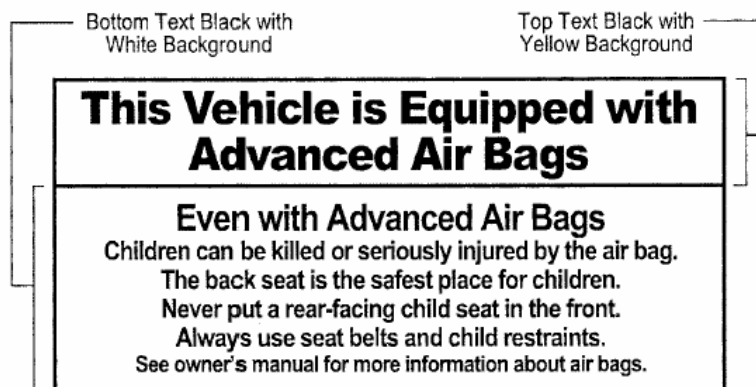 Bottom Text Black with
White Background
Top Text Black with
Yellow Background
This Vehicle is Equipped with
Advanced Air Bags
Even with Advanced Air Bags
Children can be killed or seriously injured by the air bag.
The back seat is the safest place for children.
Never put a rear-facing child seat in the front.
Always use seat belts and child restraints.
See owner's manual for more information about air bags.